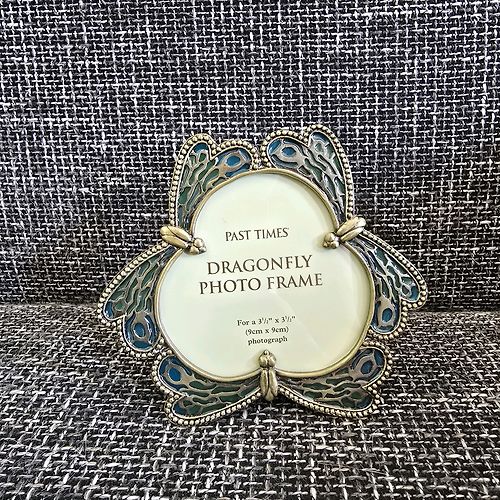 PAST TIMES
DRAGONFLY
PHOTO FRAME
For a 3½" x 3½"
(9cm x 9cm)
photograph